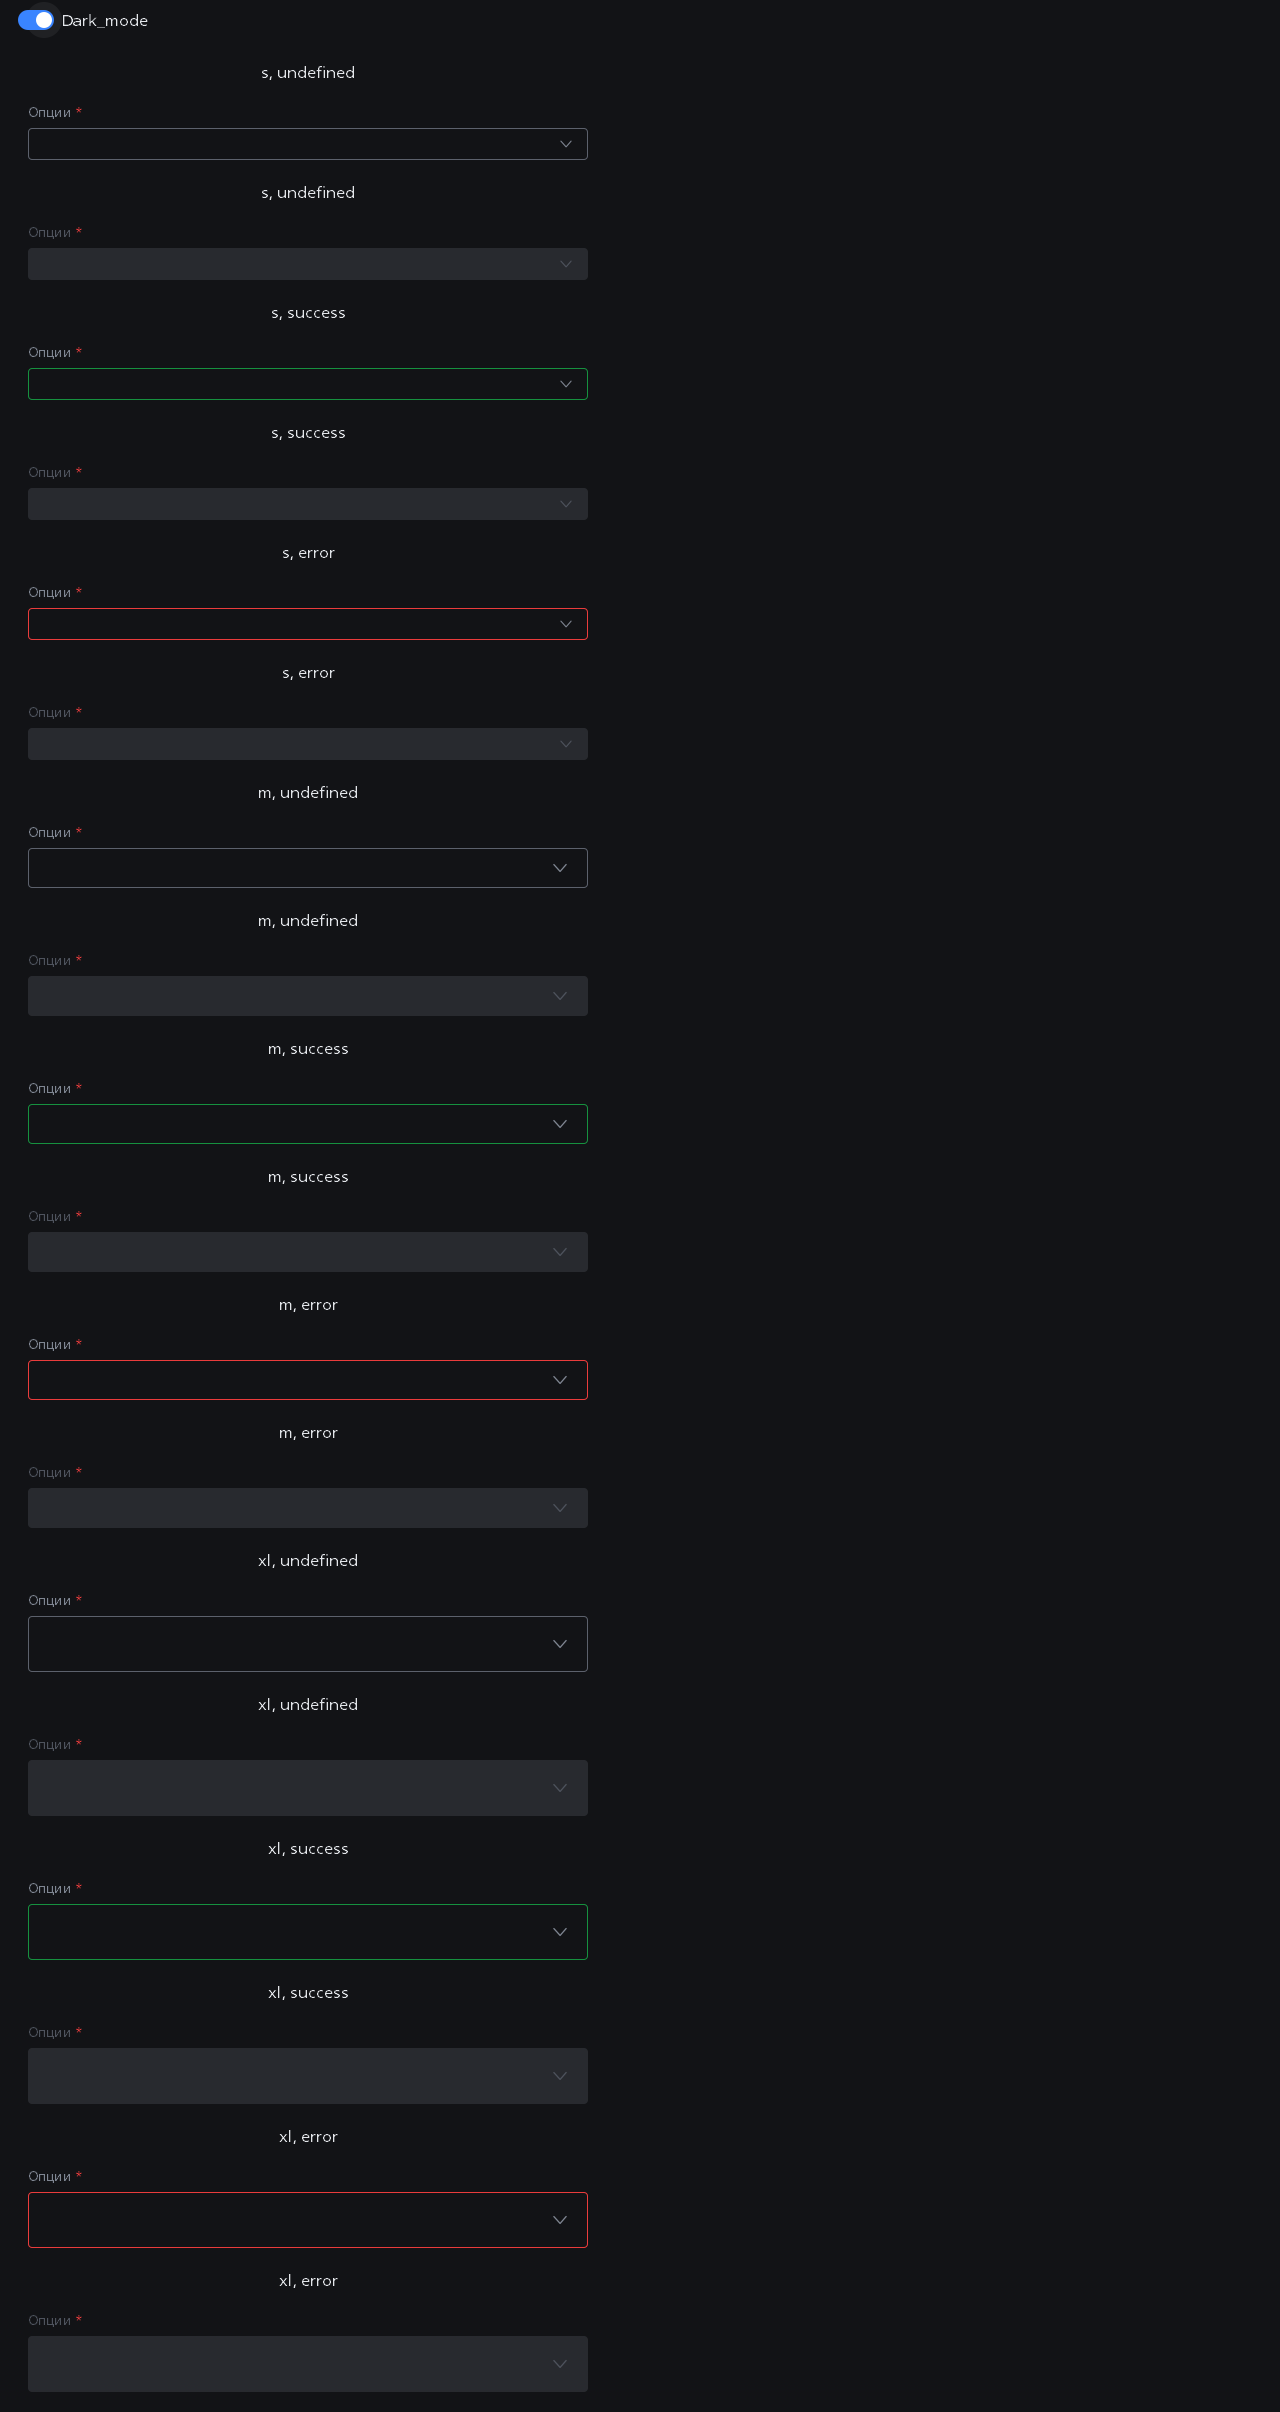 Dark_mode
s, undefined
Опции *
s, undefined
Опции *
s, success
Опции *
s, success
Опции *
s, error
Опции *
s, error
Опции *
m, undefined
Опции *
m, undefined
Опции *
m, success
Опции *
m, success
Опции *
m, error
Опции *
m, error
Опции *
xl, undefined
Опции *
xl, undefined
Опции *
xl, success
Опции *
xl, success
Опции *
xl, error
Опции *
xl, error
Опции *